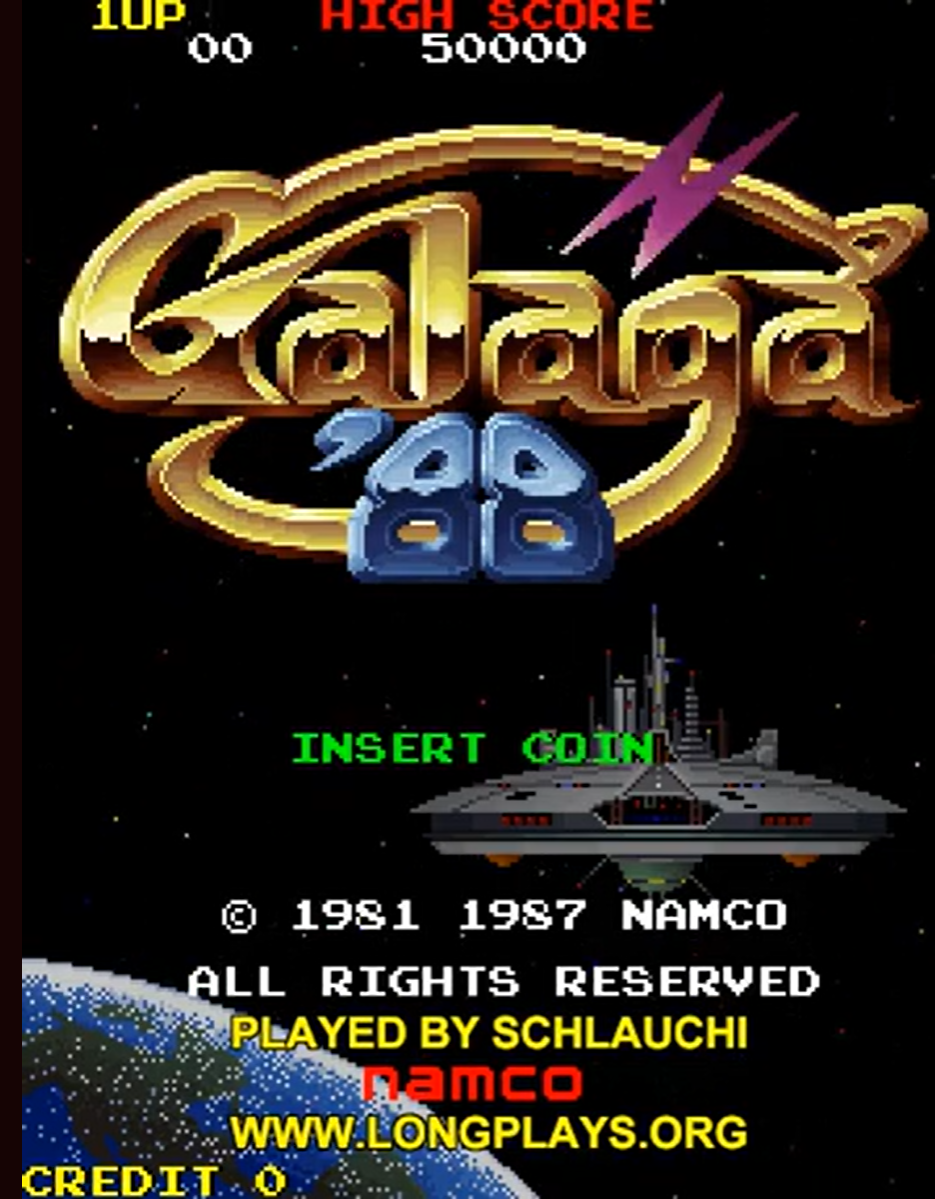 1UP HIGH SCORE
00 50000
Galaga
'88
INSERT COIN
© 1981 1987 NAMCO
ALL RIGHTS RESERVED
PLAYED BY SCHLAUCHI
namco
WWW.LONGPLAYS.ORG
CREDIT 0